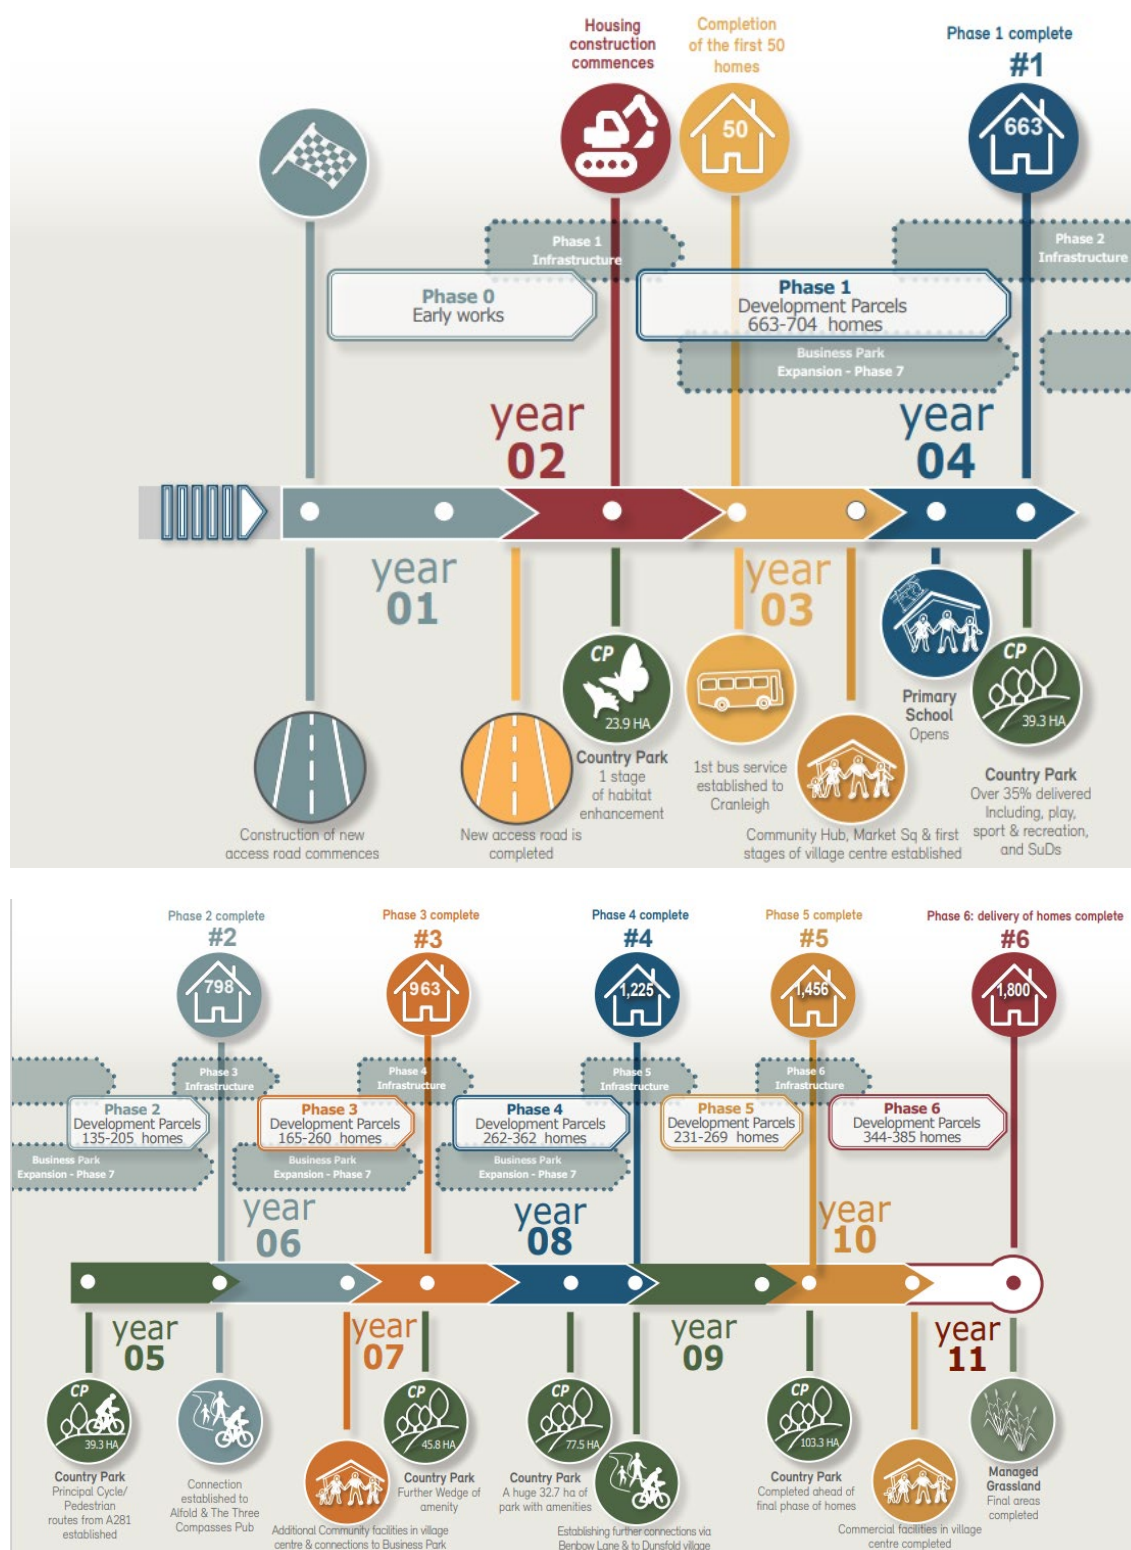 Housing
construction
commences
Completion
of the first 50
homes
Phase 1 complete
#1
50
663
Phase 1
Infrastructure
Phase 2
Infrastructure
Phase 0
Early works
Phase 1
Development Parcels
663-704 homes
Business Park
Expansion - Phase 7
year
02
year
04
year
01
year
03
CP
23.9 HA
CP
39.3 HA
Country Park
1 stage
of habitat
enhancement
1st bus service
established to
Cranleigh
Primary
School
Opens
Country Park
Over 35% delivered
Including, play,
sport & recreation,
and SuDs
Construction of new
access road commences
New access road is
completed
Community Hub, Market Sq & first
stages of village centre established
Phase 2 complete
#2
Phase 3 complete
#3
Phase 4 complete
#4
Phase 5 complete
#5
Phase 6: delivery of homes complete
#6
798
963
1,225
1,456
1,800
Phase 3
Infrastructure
Phase 4
Infrastructure
Phase 5
Infrastructure
Phase 6
Infrastructure
Phase 2
Development Parcels
135-205 homes
Phase 3
Development Parcels
165-260 homes
Phase 4
Development Parcels
262-362 homes
Phase 5
Development Parcels
231-269 homes
Phase 6
Development Parcels
344-385 homes
Business Park
Expansion - Phase 7
Business Park
Expansion - Phase 7
Business Park
Expansion - Phase 7
year
06
year
08
year
10
year
05
year
07
year
09
year
11
CP
39.3 HA
CP
45.8 HA
CP
77.5 HA
CP
103.3 HA
Country Park
Principal Cycle/
Pedestrian
routes from A281
established
Connection
established to
Alfold & The Three
Compasses Pub
Additional Community facilities in village
centre & connections to Business Park
Country Park
Further Wedge of
amenity
Country Park
A huge 32.7 ha of
park with amenities
Establishing further connections via
Benbow Lane & to Dunsfold village
Country Park
Completed ahead of
final phase of homes
Commercial facilities in village
centre completed
Managed
Grassland
Final areas
completed